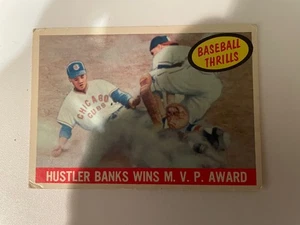 BASEBALL
THRILLS
CHICAGO
CUBS
HUSTLER BANKS WINS M. V. P. AWARD